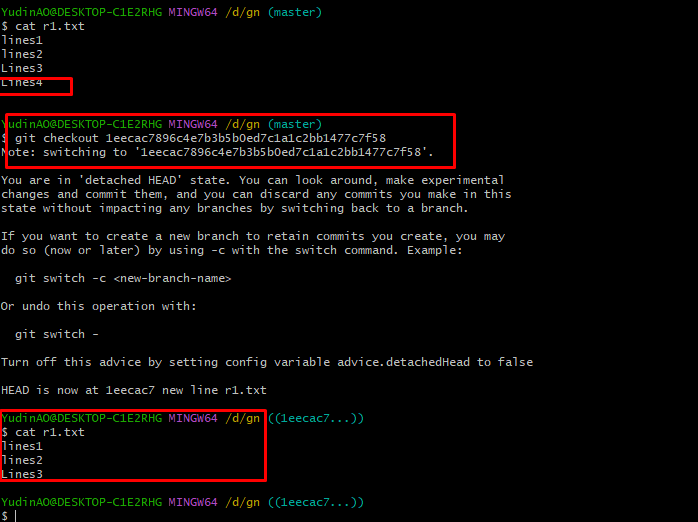 YudinAO@DESKTOP-C1E2RHG MINGW64 /d/gn (master)
$ cat r1.txt
lines1
lines2
Lines3
Lines4
YudinAO@DESKTOP-C1E2RHG MINGW64 /d/gn (master)
$ git checkout 1eecac7896c4e7b3b5b0ed7c1a1c2bb1477c7f58
Note: switching to '1eecac7896c4e7b3b5b0ed7c1a1c2bb1477c7f58'.
You are in 'detached HEAD' state. You can look around, make experimental
changes and commit them, and you can discard any commits you make in this
state without impacting any branches by switching back to a branch.
If you want to create a new branch to retain commits you create, you may
do so (now or later) by using -c with the switch command. Example:
git switch -c <new-branch-name>
Or undo this operation with:
git switch -
Turn off this advice by setting config variable advice.detachedHead to false
HEAD is now at 1eecac7 new line r1.txt
YudinAO@DESKTOP-C1E2RHG MINGW64 /d/gn ((1eecac7...))
$ cat r1.txt
lines1
lines2
Lines3
YudinAO@DESKTOP-C1E2RHG MINGW64 /d/gn ((1eecac7...))
$